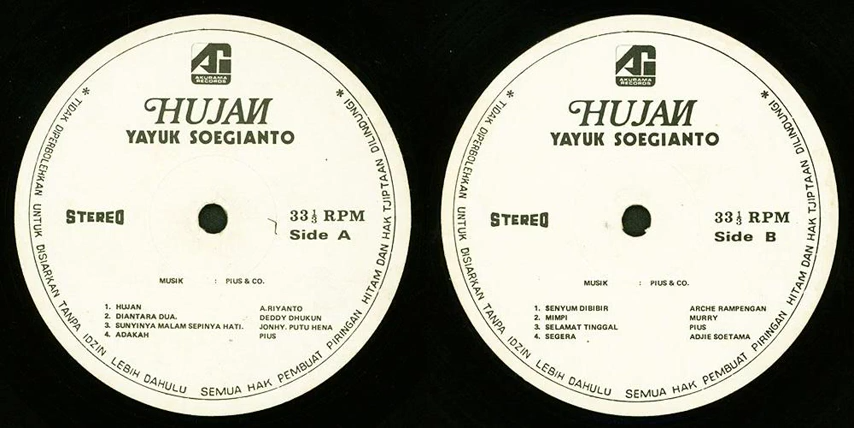 AKURAMA
RECORDS
HUJAN
YAYUK SOEGIANTO
STEREO
33 1/3 RPM
Side A
MUSIK : PIUS & CO.
1. HUJAN A.RIYANTO
2. DIANTARA DUA. DEDDY DHUKUN
3. SUNYINYA MALAM SEPINYA HATI. JONHY. PUTU HENA
4. ADAKAH PIUS
* TIDAK DIPERBOLEHKAN UNTUK DISIARKAN TANPA IDZIN LEBIH DAHULU SEMUA HAK PEMBUAT PIRINGAN HITAM DAN HAK TJIPTAAN DILINDUNGI *
AKURAMA
RECORDS
HUJAN
YAYUK SOEGIANTO
STEREO
33 1/3 RPM
Side B
MUSIK : PIUS & CO.
1. SENYUM DIBIBIR ARCHE RAMPENGAN
2. MIMPI MURRY
3. SELAMAT TINGGAL PIUS
4. SEGERA ADJIE SOETAMA
* TIDAK DIPERBOLEHKAN UNTUK DISIARKAN TANPA IDZIN LEBIH DAHULU SEMUA HAK PEMBUAT PIRINGAN HITAM DAN HAK TJIPTAAN DILINDUNGI *